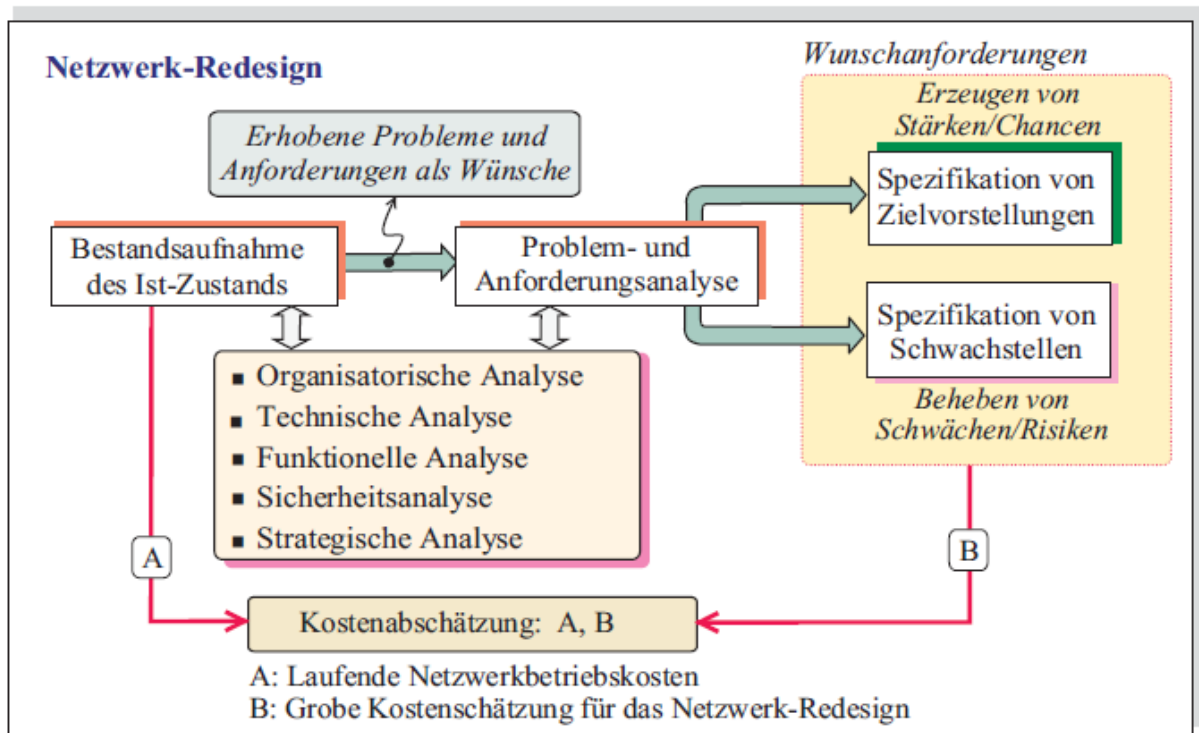 Netzwerk-Redesign
Wunschanforderungen
Erhobene Probleme und
Anforderungen als Wünsche
Erzeugen von
Stärken/Chancen
Spezifikation von
Zielvorstellungen
Bestandsaufnahme
des Ist-Zustands
Problem- und
Anforderungsanalyse
Spezifikation von
Schwachstellen
Beheben von
Schwächen/Risiken
▪ Organisatorische Analyse
▪ Technische Analyse
▪ Funktionelle Analyse
▪ Sicherheitsanalyse
▪ Strategische Analyse
A
B
Kostenabschätzung: A, B
A: Laufende Netzwerkbetriebskosten
B: Grobe Kostenschätzung für das Netzwerk-Redesign